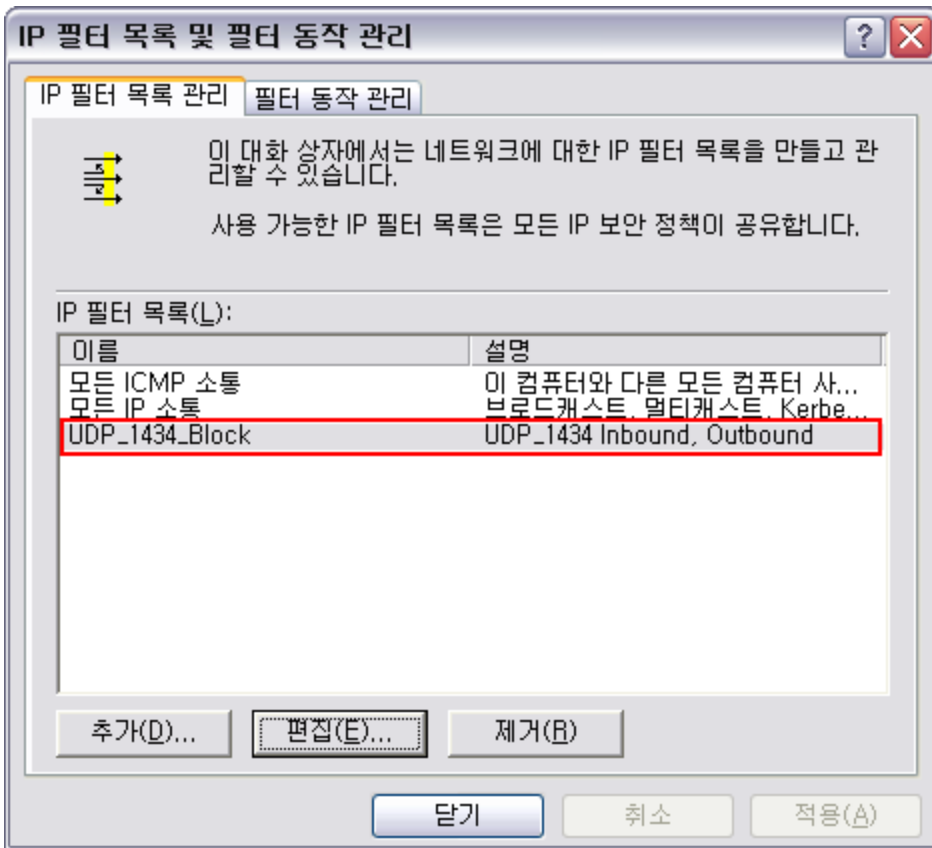 IP 필터 목록 및 필터 동작 관리
IP 필터 목록 관리 필터 동작 관리
이 대화 상자에서는 네트워크에 대한 IP 필터 목록을 만들고 관
리할 수 있습니다.
사용 가능한 IP 필터 목록은 모든 IP 보안 정책이 공유합니다.
IP 필터 목록(L):
이름 설명
모든 ICMP 소통 이 컴퓨터와 다른 모든 컴퓨터 사...
모든 IP 소통 브로드캐스트, 멀티캐스트, Kerbe...
UDP_1434_Block UDP_1434 Inbound, Outbound
추가(D)... 편집(E)... 제거(R)
닫기 취소 적용(A)